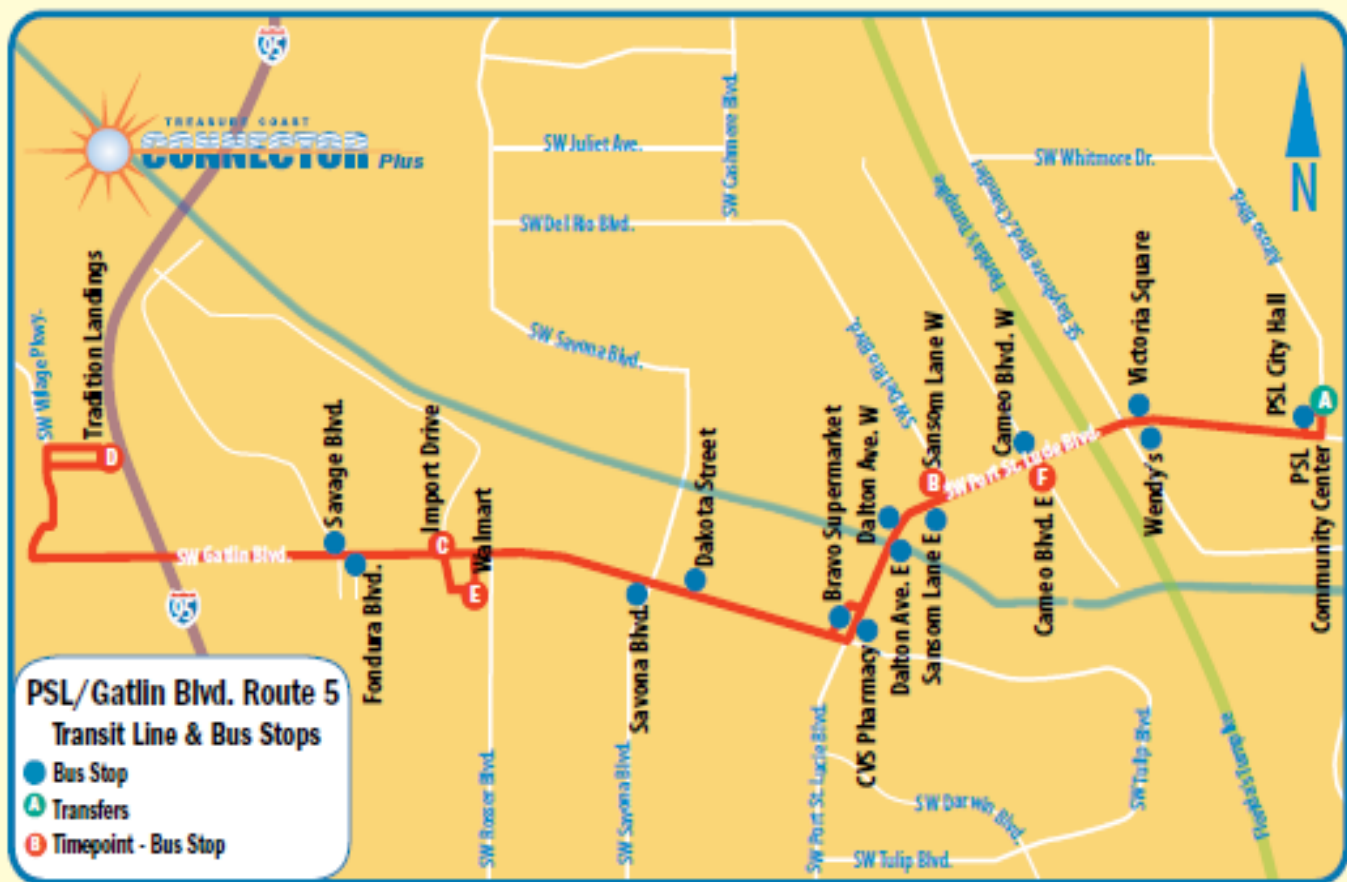 95
TREASURE COAST
CONNECTOR Plus
SW Juliet Ave.
SW Cashmere Blvd.
SW Whitmore Dr.
N
SW Del Rio Blvd.
Florida's Turnpike
SE Bayshore Blvd./Chandler
Airoso Blvd.
SW Village Pkwy.
Tradition Landings
D
SW Savona Blvd.
SW Del Rio Blvd.
Sansom Lane W
B
Cameo Blvd. W
Victoria Square
PSL City Hall
A
Savage Blvd.
Import Drive
C
Walmart
E
Dakota Street
Bravo Supermarket
Dalton Ave. W
SW Port St. Lucie Blvd.
F
Wendy's
PSL
Community Center
SW Gatlin Blvd.
95
Fondura Blvd.
Savona Blvd.
CVS Pharmacy
Dalton Ave. E
Sansom Lane E
Cameo Blvd. E
SW Rosser Blvd.
SW Savona Blvd.
SW Port St. Lucie Blvd.
SW Darwin Blvd.
SW Tulip Blvd.
SW Tulip Blvd.
Florida's Turnpike
PSL/Gatlin Blvd. Route 5
Transit Line & Bus Stops
Bus Stop
A Transfers
B Timepoint - Bus Stop